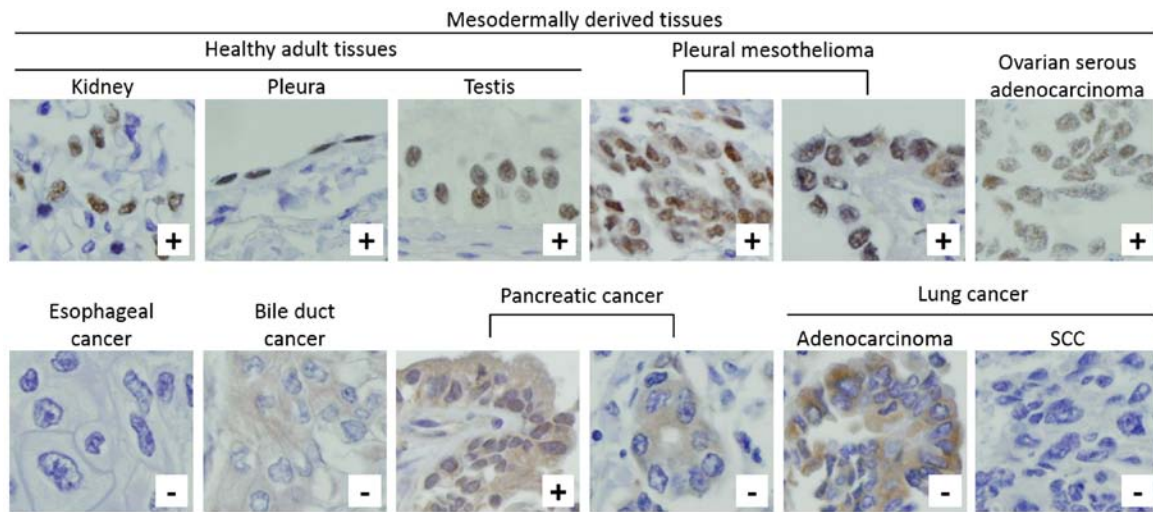 Mesodermally derived tissues
Healthy adult tissues
Pleural mesothelioma
Ovarian serous
adenocarcinoma
Kidney
Pleura
Testis
+
+
+
+
+
+
Esophageal
cancer
Bile duct
cancer
Pancreatic cancer
Lung cancer
Adenocarcinoma
SCC
-
-
+
-
-
-